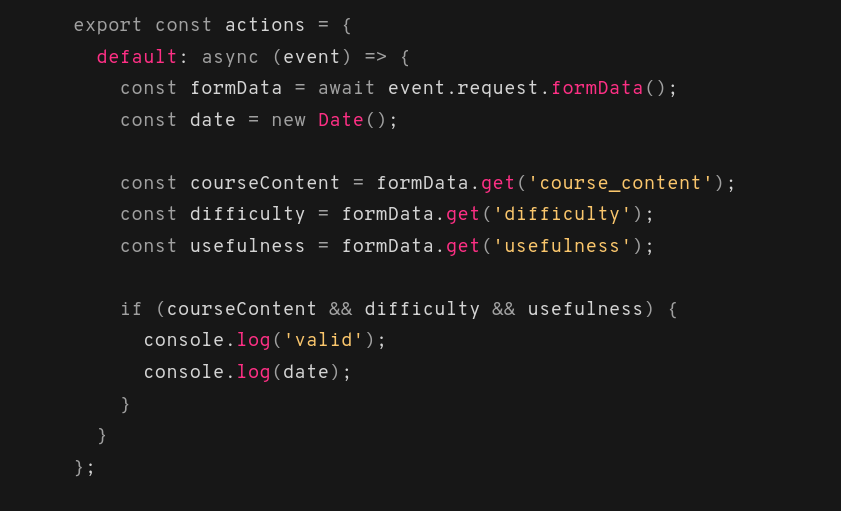 export const actions = {
  default: async (event) => {
    const formData = await event.request.formData();
    const date = new Date();

    const courseContent = formData.get('course_content');
    const difficulty = formData.get('difficulty');
    const usefulness = formData.get('usefulness');

    if (courseContent && difficulty && usefulness) {
      console.log('valid');
      console.log(date);
    }
  }
};